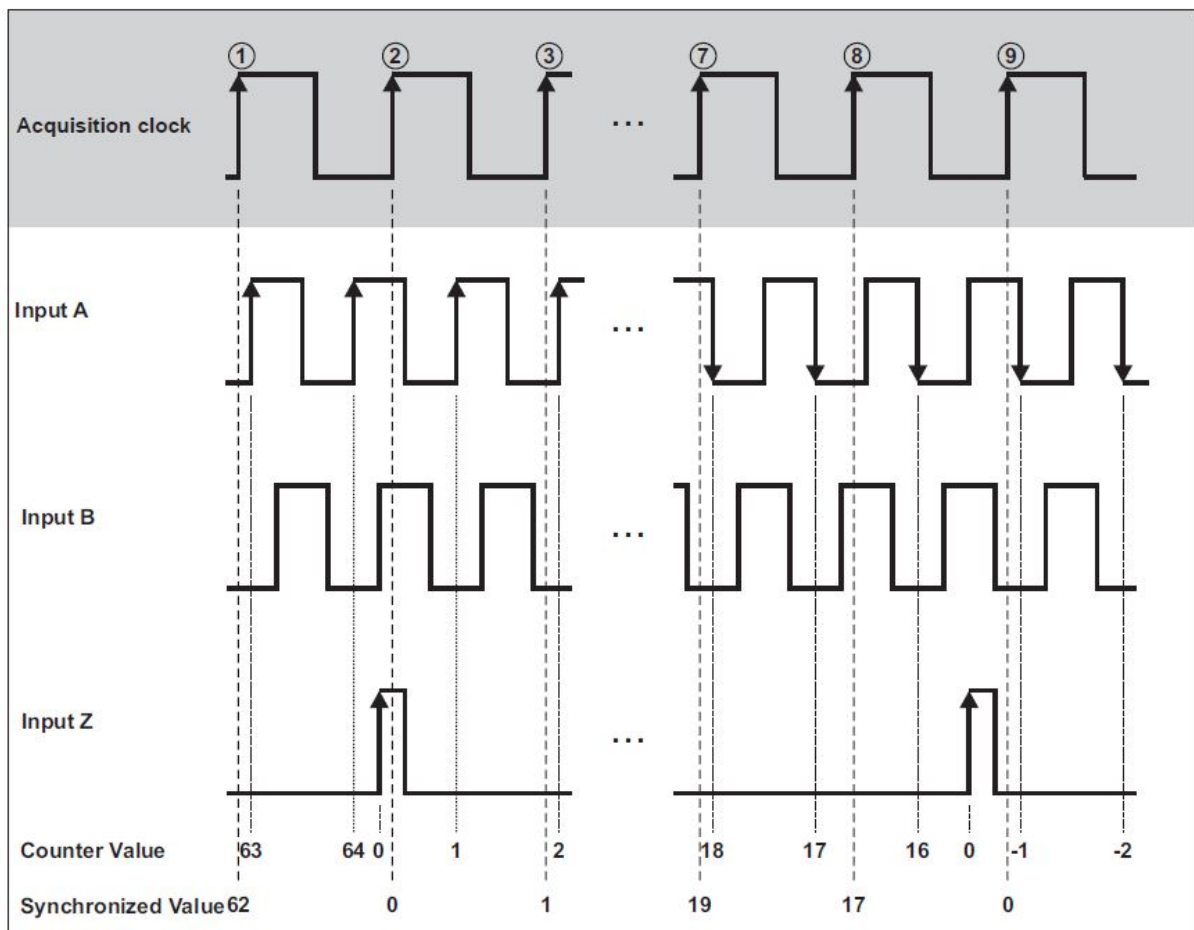 ① ② ③ ⑦ ⑧ ⑨
Acquisition clock ...
Input A ...
Input B ...
Input Z ...
Counter Value 63 64 0 1 2 18 17 16 0 -1 -2
Synchronized Value 62 0 1 19 17 0